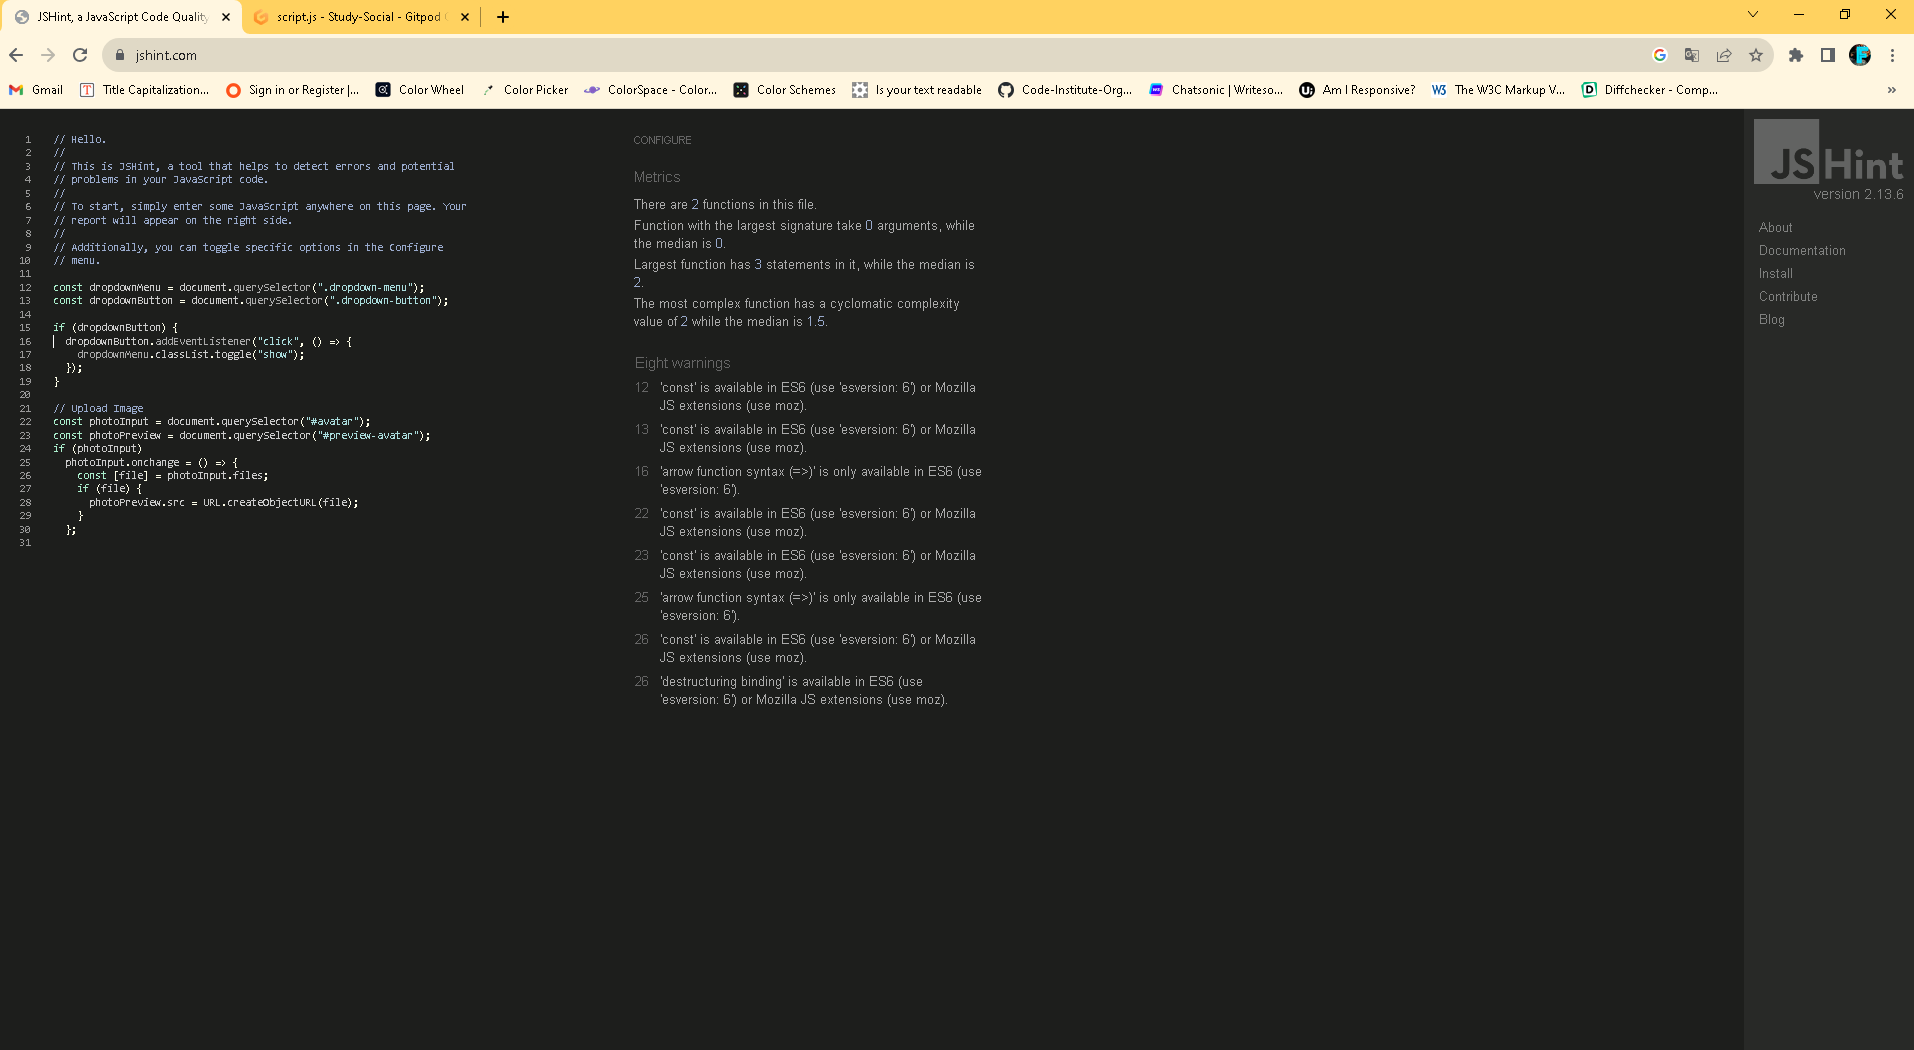 JSHint, a JavaScript Code Quality
script.js - Study-Social - Gitpod
jshint.com
Gmail
Title Capitalization...
Sign in or Register |...
Color Wheel
Color Picker
ColorSpace - Color...
Color Schemes
Is your text readable
Code-Institute-Org...
Chatsonic | Writeso...
Am I Responsive?
The W3C Markup V...
Diffchecker - Comp...
1 // Hello.
2 //
3 // This is JSHint, a tool that helps to detect errors and potential
4 // problems in your JavaScript code.
5 //
6 // To start, simply enter some JavaScript anywhere on this page. Your
7 // report will appear on the right side.
8 //
9 // Additionally, you can toggle specific options in the Configure
10 // menu.
11
12 const dropdownMenu = document.querySelector(".dropdown-menu");
13 const dropdownButton = document.querySelector(".dropdown-button");
14
15 if (dropdownButton) {
16 dropdownButton.addEventListener("click", () => {
17 dropdownMenu.classList.toggle("show");
18 });
19 }
20
21 // Upload Image
22 const photoInput = document.querySelector("#avatar");
23 const photoPreview = document.querySelector("#preview-avatar");
24 if (photoInput)
25 photoInput.onchange = () => {
26 const [file] = photoInput.files;
27 if (file) {
28 photoPreview.src = URL.createObjectURL(file);
29 }
30 };
31
CONFIGURE
Metrics
There are 2 functions in this file.
Function with the largest signature take 0 arguments, while
the median is 0.
Largest function has 3 statements in it, while the median is
2.
The most complex function has a cyclomatic complexity
value of 2 while the median is 1.5.
Eight warnings
12 'const' is available in ES6 (use 'esversion: 6') or Mozilla
JS extensions (use moz).
13 'const' is available in ES6 (use 'esversion: 6') or Mozilla
JS extensions (use moz).
16 'arrow function syntax (=>)' is only available in ES6 (use
'esversion: 6').
22 'const' is available in ES6 (use 'esversion: 6') or Mozilla
JS extensions (use moz).
23 'const' is available in ES6 (use 'esversion: 6') or Mozilla
JS extensions (use moz).
25 'arrow function syntax (=>)' is only available in ES6 (use
'esversion: 6').
26 'const' is available in ES6 (use 'esversion: 6') or Mozilla
JS extensions (use moz).
26 'destructuring binding' is available in ES6 (use
'esversion: 6') or Mozilla JS extensions (use moz).
JSHint
version 2.13.6
About
Documentation
Install
Contribute
Blog